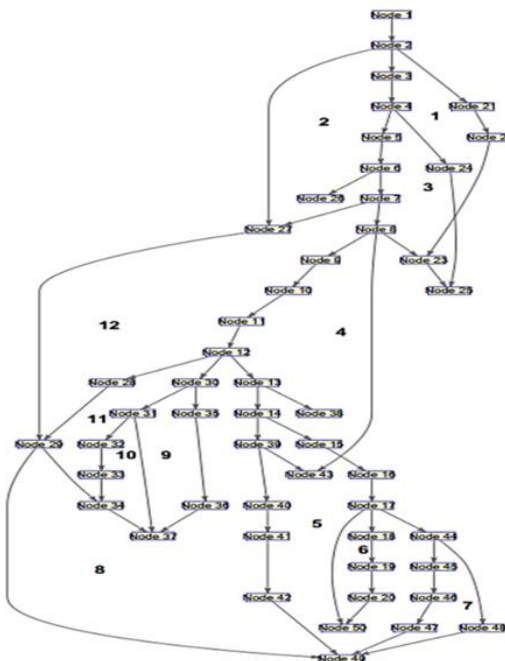 Node 1
Node 2
Node 3
Node 4 Node 21
1
2
Node 5
Node 6 Node 24
3
Node 26 Node 7
Node 27 Node 8
Node 9 Node 23
Node 10 Node 25
Node 11
12 4
Node 12
Node 28 Node 30 Node 13
Node 31 Node 35 Node 14 Node 38
11
Node 29 Node 32 Node 39 Node 15
10 9
Node 33 Node 43 Node 16
Node 34 Node 36 Node 40 Node 17
5
Node 37 Node 41 Node 18 Node 44
6
8
Node 19 Node 45
Node 42 Node 20 Node 46
7
Node 50 Node 47 Node 48
Node 49